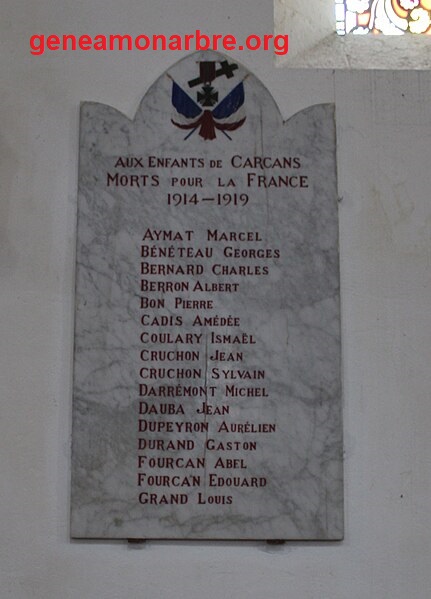 geneamonarbre.org
AUX ENFANTS DE CARCANS
MORTS POUR LA FRANCE
1914-1919
AYMAT MARCEL
BÉNÉTEAU GEORGES
BERNARD CHARLES
BERRON ALBERT
BON PIERRE
CADIS AMÉDÉE
COULARY ISMAËL
CRUCHON JEAN
CRUCHON SYLVAIN
DARRÉMONT MICHEL
DAUBA JEAN
DUPEYRON AURÉLIEN
DURAND GASTON
FOURCAN ABEL
FOURCAN EDOUARD
GRAND LOUIS